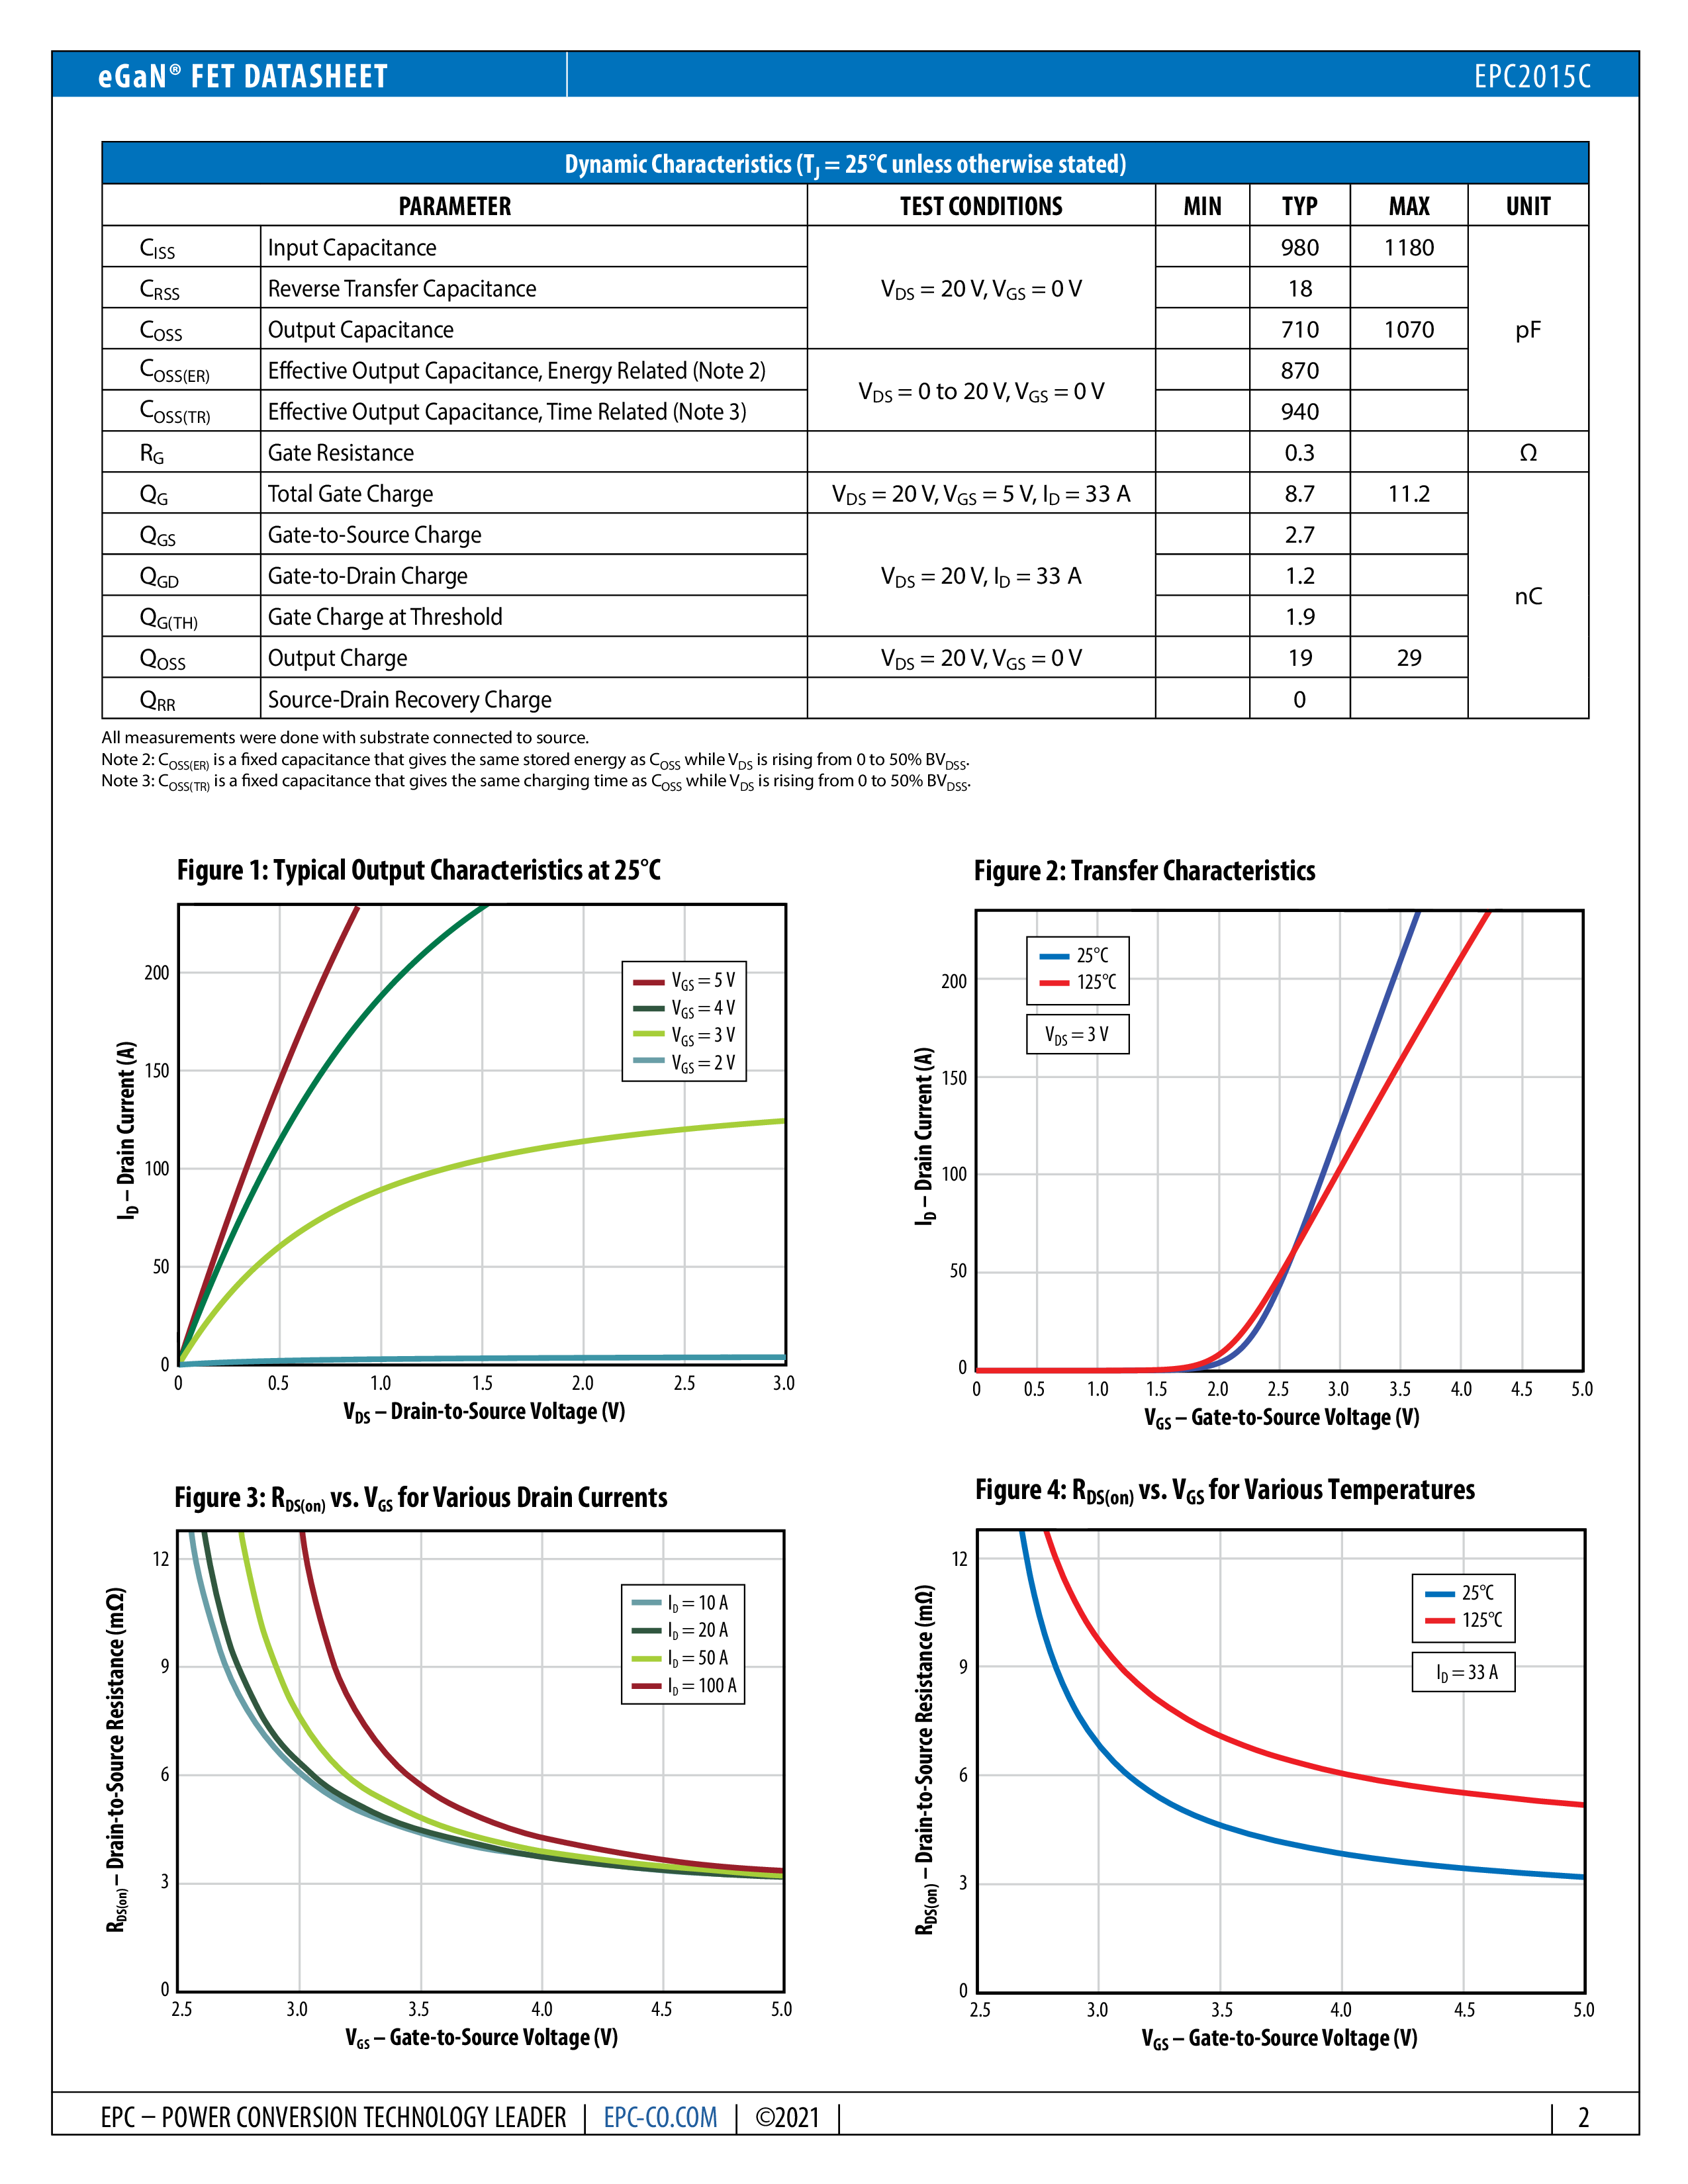 eGaN® FET DATASHEET
EPC2015C
Dynamic Characteristics (TJ = 25°C unless otherwise stated)
PARAMETER TEST CONDITIONS MIN TYP MAX UNIT
CISS Input Capacitance VDS = 20 V, VGS = 0 V 980 1180 pF
CRSS Reverse Transfer Capacitance 18
COSS Output Capacitance 710 1070
COSS(ER) Effective Output Capacitance, Energy Related (Note 2) VDS = 0 to 20 V, VGS = 0 V 870
COSS(TR) Effective Output Capacitance, Time Related (Note 3) 940
RG Gate Resistance 0.3 Ω
QG Total Gate Charge VDS = 20 V, VGS = 5 V, ID = 33 A 8.7 11.2 nC
QGS Gate-to-Source Charge VDS = 20 V, ID = 33 A 2.7
QGD Gate-to-Drain Charge 1.2
QG(TH) Gate Charge at Threshold 1.9
QOSS Output Charge VDS = 20 V, VGS = 0 V 19 29
QRR Source-Drain Recovery Charge 0
All measurements were done with substrate connected to source.
Note 2: COSS(ER) is a fixed capacitance that gives the same stored energy as COSS while VDS is rising from 0 to 50% BVDSS.
Note 3: COSS(TR) is a fixed capacitance that gives the same charging time as COSS while VDS is rising from 0 to 50% BVDSS.
Figure 1: Typical Output Characteristics at 25°C
ID – Drain Current (A)
200
150
100
50
0
VGS = 5 V
VGS = 4 V
VGS = 3 V
VGS = 2 V
0 0.5 1.0 1.5 2.0 2.5 3.0
VDS – Drain-to-Source Voltage (V)
Figure 2: Transfer Characteristics
ID – Drain Current (A)
200
150
100
50
0
25°C
125°C
VDS = 3 V
0 0.5 1.0 1.5 2.0 2.5 3.0 3.5 4.0 4.5 5.0
VGS – Gate-to-Source Voltage (V)
Figure 3: RDS(on) vs. VGS for Various Drain Currents
RDS(on) – Drain-to-Source Resistance (mΩ)
12
9
6
3
0
ID = 10 A
ID = 20 A
ID = 50 A
ID = 100 A
2.5 3.0 3.5 4.0 4.5 5.0
VGS – Gate-to-Source Voltage (V)
Figure 4: RDS(on) vs. VGS for Various Temperatures
RDS(on) – Drain-to-Source Resistance (mΩ)
12
9
6
3
0
25°C
125°C
ID = 33 A
2.5 3.0 3.5 4.0 4.5 5.0
VGS – Gate-to-Source Voltage (V)
EPC – POWER CONVERSION TECHNOLOGY LEADER | EPC-CO.COM | ©2021 | | 2